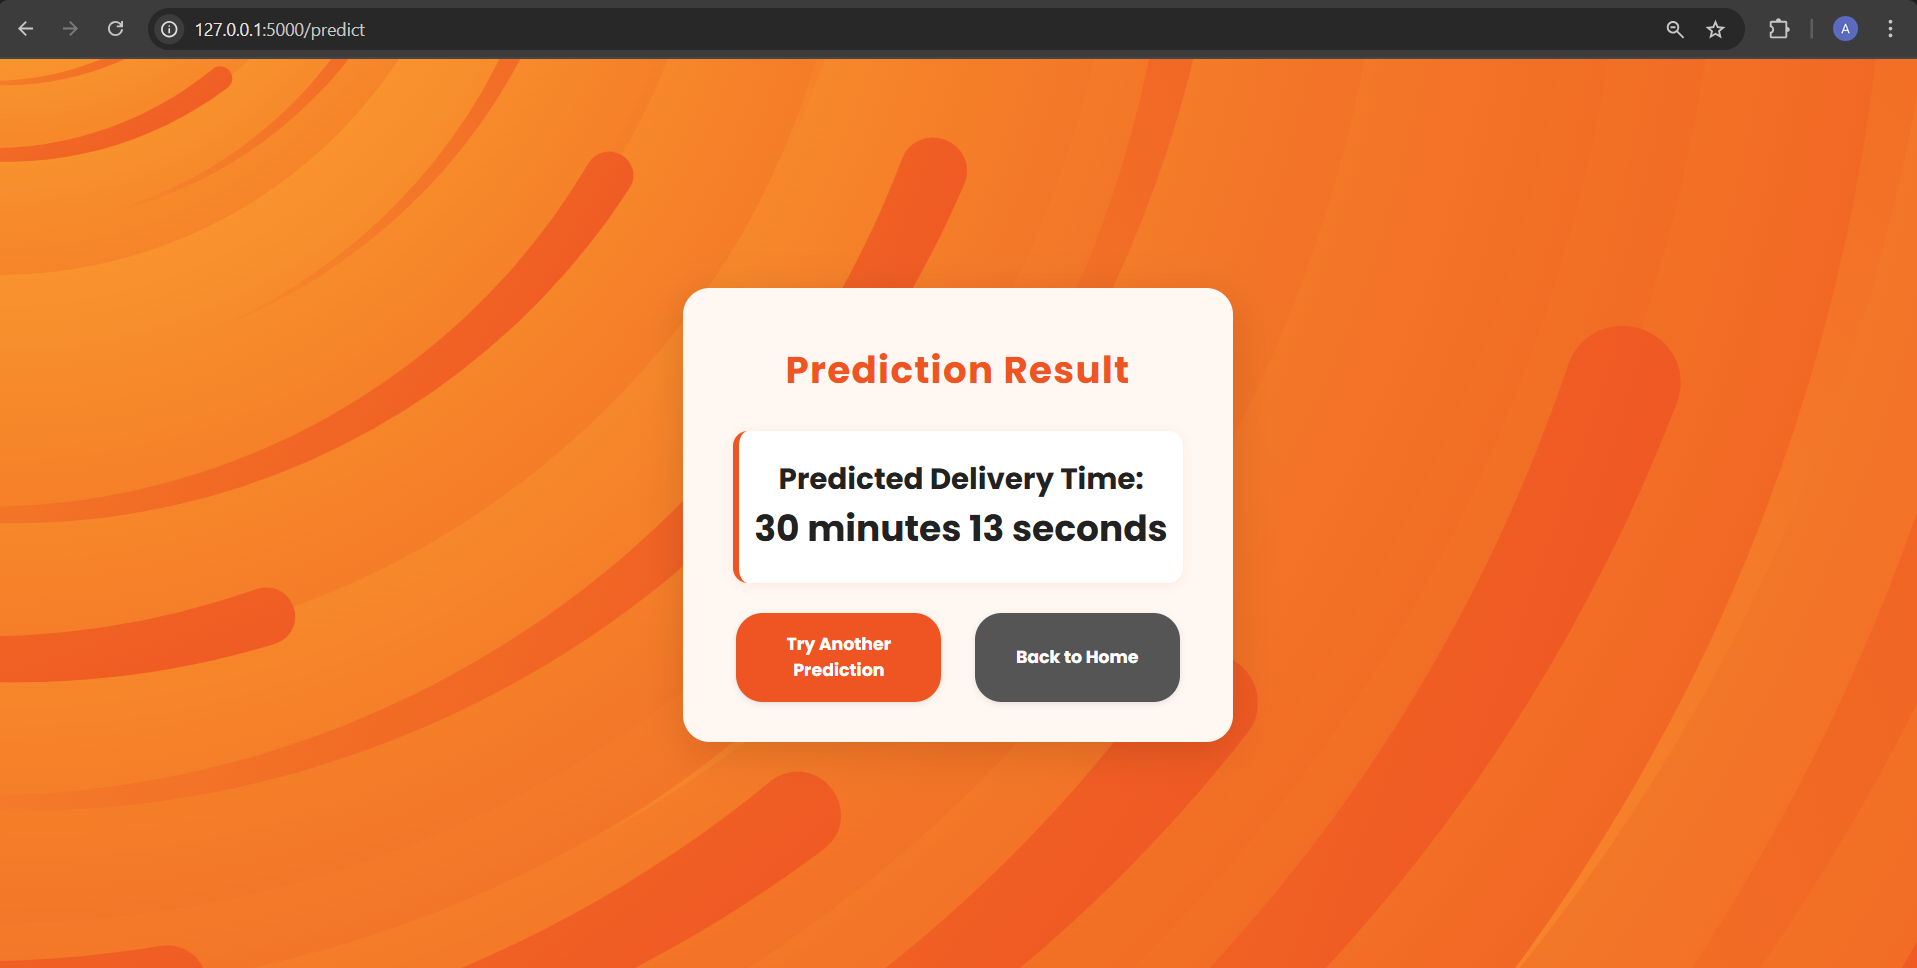 127.0.0.1:5000/predict
A
Prediction Result
Predicted Delivery Time:
30 minutes 13 seconds
Try Another
Prediction
Back to Home